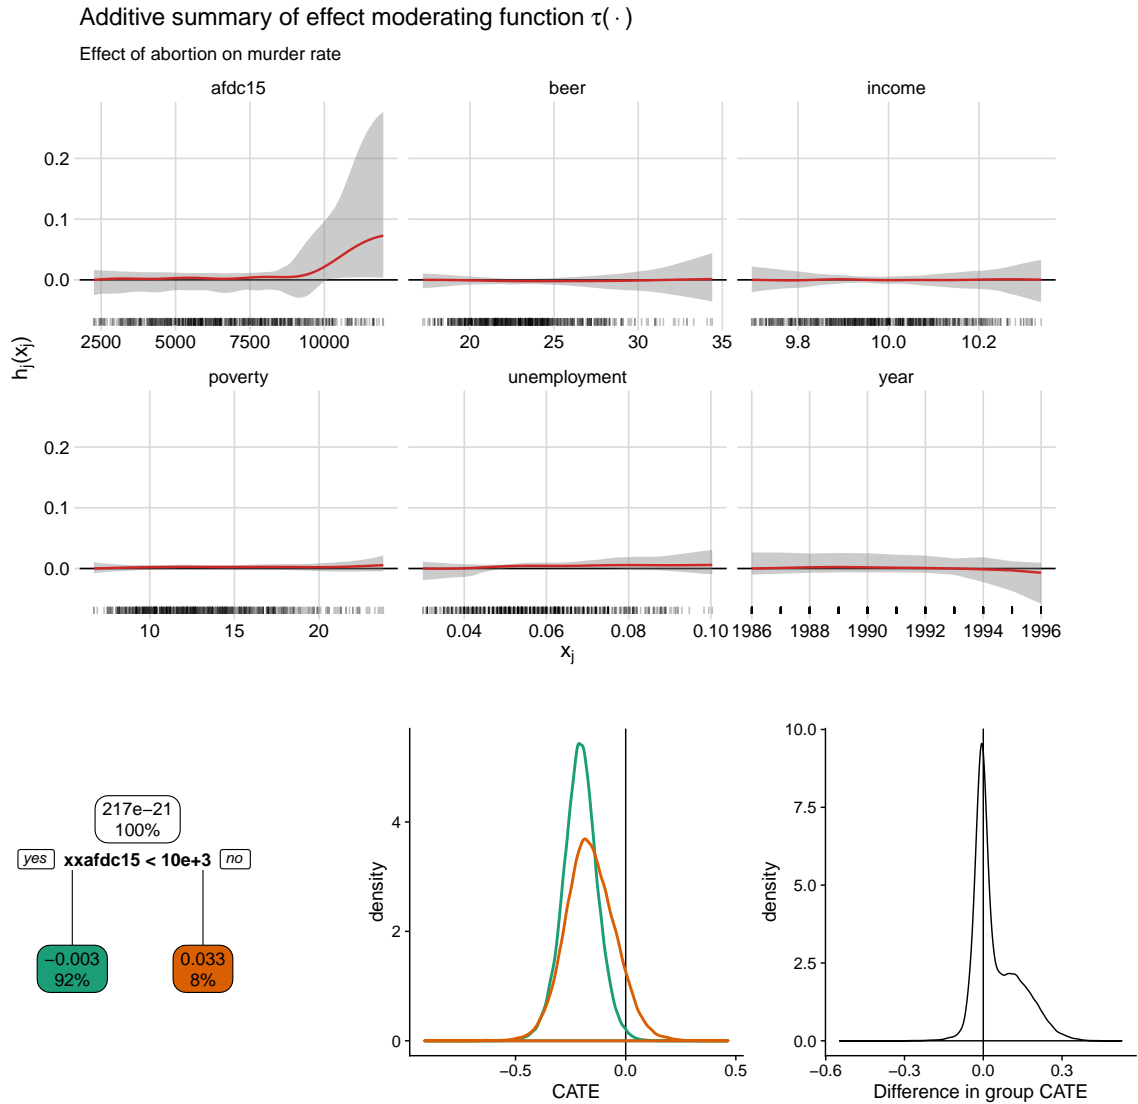 Additive summary of effect moderating function τ( · )
Effect of abortion on murder rate
afdc15 beer income
0.2
0.1
0.0
2500 5000 7500 10000 20 25 30 35 9.8 10.0 10.2
poverty unemployment year
0.2
0.1
0.0
10 15 20 0.04 0.06 0.08 0.10 1986 1988 1990 1992 1994 1996
hj(xj)
xj
217e−21
100%
yes xxafdc15 < 10e+3 no
−0.003
92%
0.033
8%
density
4
2
0
−0.5 0.0 0.5
CATE
density
10.0
7.5
5.0
2.5
0.0
−0.6 −0.3 0.0 0.3
Difference in group CATE